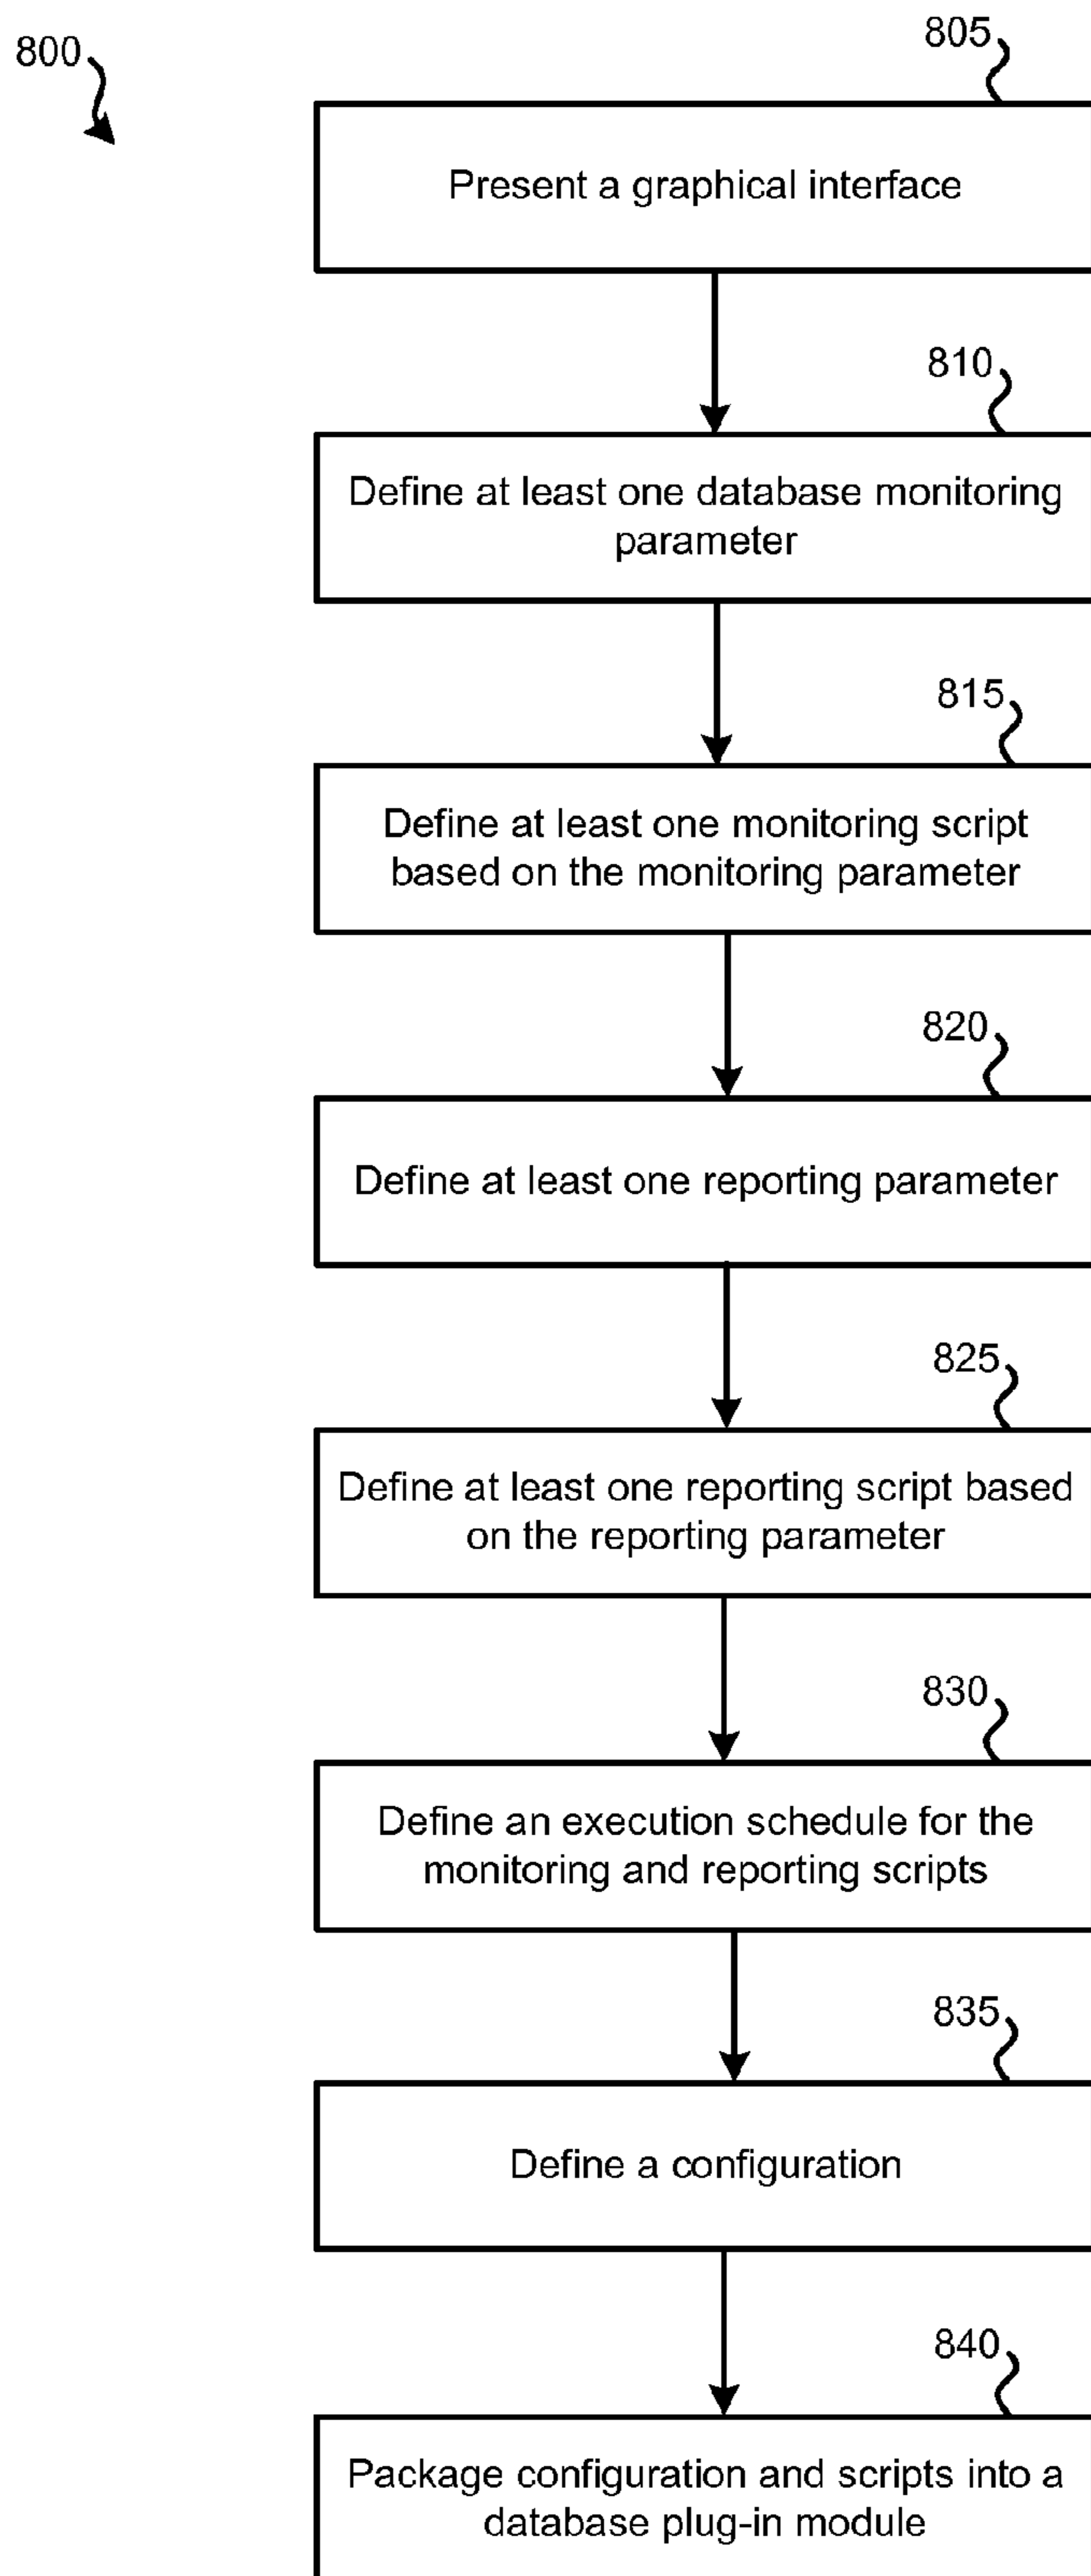 800
805
Present a graphical interface
810
Define at least one database monitoring
parameter
815
Define at least one monitoring script
based on the monitoring parameter
820
Define at least one reporting parameter
825
Define at least one reporting script based
on the reporting parameter
830
Define an execution schedule for the
monitoring and reporting scripts
835
Define a configuration
840
Package configuration and scripts into a
database plug-in module